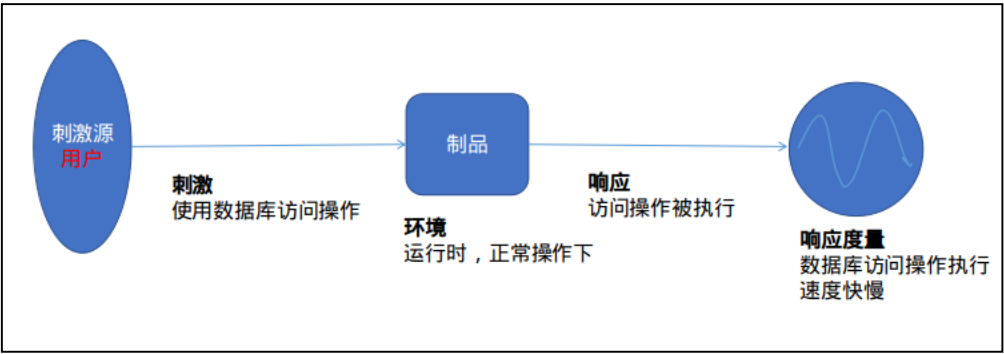 刺激源
用户
刺激
使用数据库访问操作
制品
环境
运行时，正常操作下
响应
访问操作被执行
响应度量
数据库访问操作执行
速度快慢